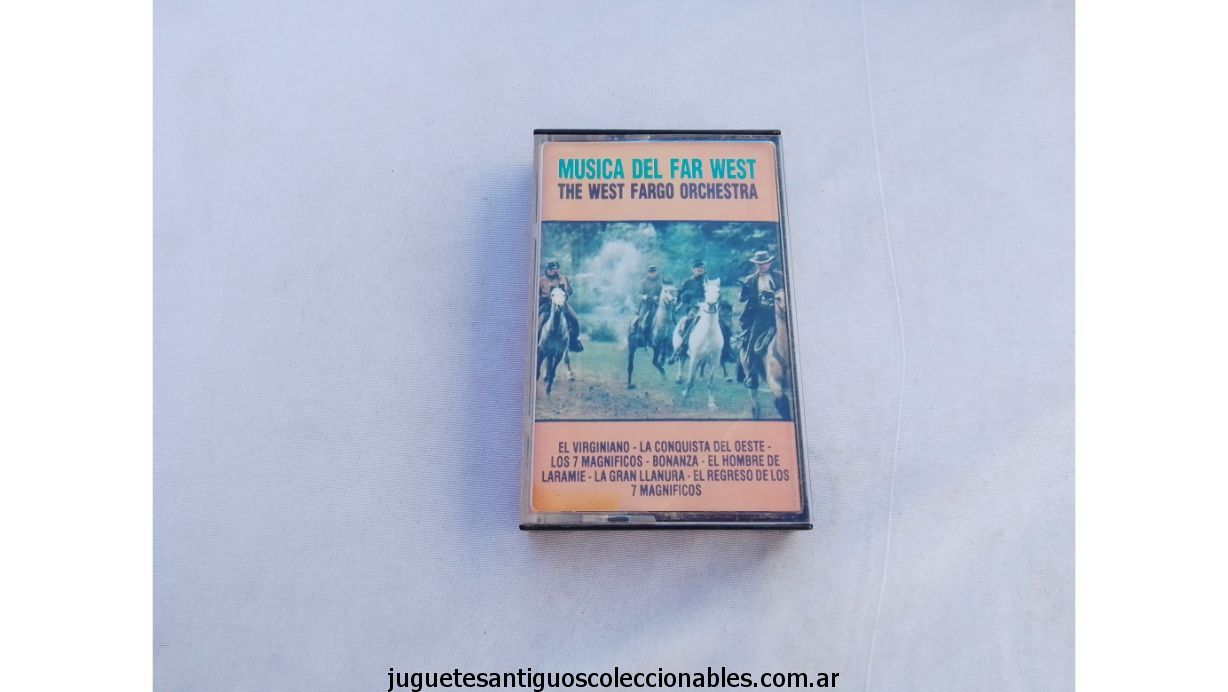 MUSICA DEL FAR WEST
THE WEST FARGO ORCHESTRA
EL VIRGINIANO - LA CONQUISTA DEL OESTE -
LOS 7 MAGNIFICOS - BONANZA - EL HOMBRE DE
LARAMIE - LA GRAN LLANURA - EL REGRESO DE LOS
7 MAGNIFICOS
juguetesantiguoscoleccionables.com.ar